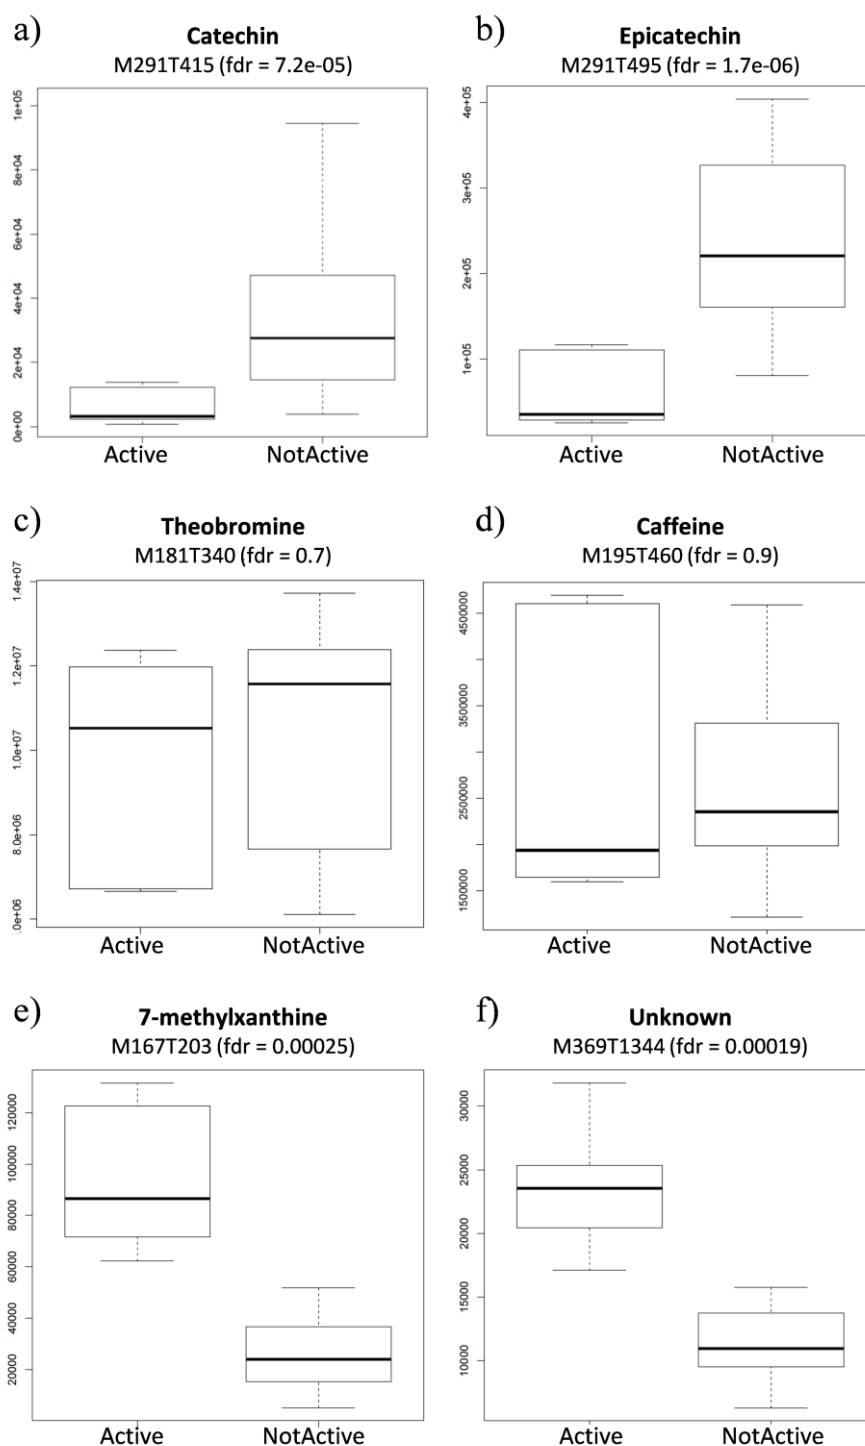 a)
Catechin
M291T415 (fdr = 7.2e-05)
1e+05
8e+04
6e+04
4e+04
2e+04
0e+00
Active
NotActive
b)
Epicatechin
M291T495 (fdr = 1.7e-06)
4e+05
3e+05
2e+05
1e+05
Active
NotActive
c)
Theobromine
M181T340 (fdr = 0.7)
1.4e+07
1.2e+07
1.0e+07
8.0e+06
.0e+06
Active
NotActive
d)
Caffeine
M195T460 (fdr = 0.9)
4500000
3500000
2500000
1500000
Active
NotActive
e)
7-methylxanthine
M167T203 (fdr = 0.00025)
120000
100000
80000
60000
40000
20000
Active
NotActive
f)
Unknown
M369T1344 (fdr = 0.00019)
30000
25000
20000
15000
10000
Active
NotActive